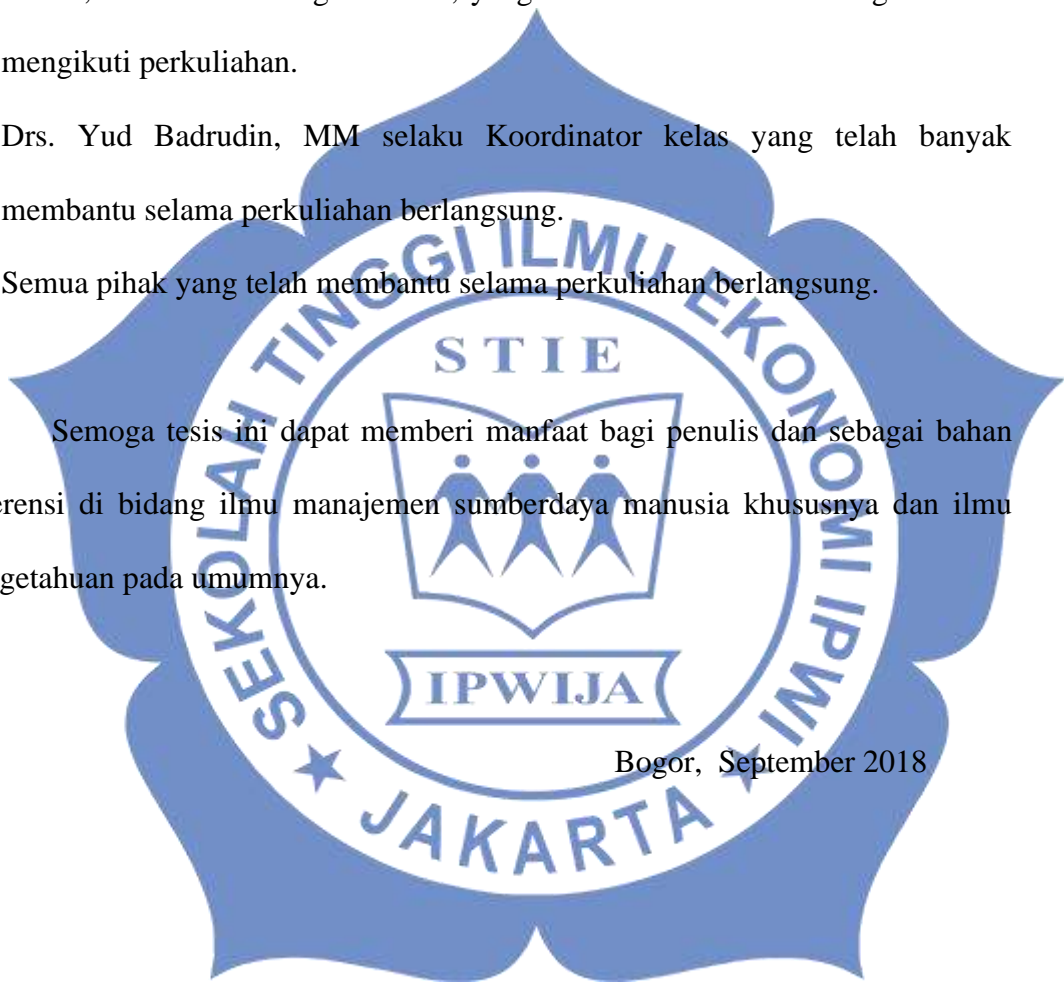 mengikuti perkuliahan.
Drs. Yud Badrudin, MM selaku Koordinator kelas yang telah banyak
membantu selama perkuliahan berlangsung.
Semua pihak yang telah membantu selama perkuliahan berlangsung.
Semoga tesis ini dapat memberi manfaat bagi penulis dan sebagai bahan
erensi di bidang ilmu manajemen sumberdaya manusia khususnya dan ilmu
getahuan pada umumnya.
Bogor, September 2018
SEKOLAH TINGGI ILMU EKONOMI IPWI
JAKARTA
STIE
IPWIJA